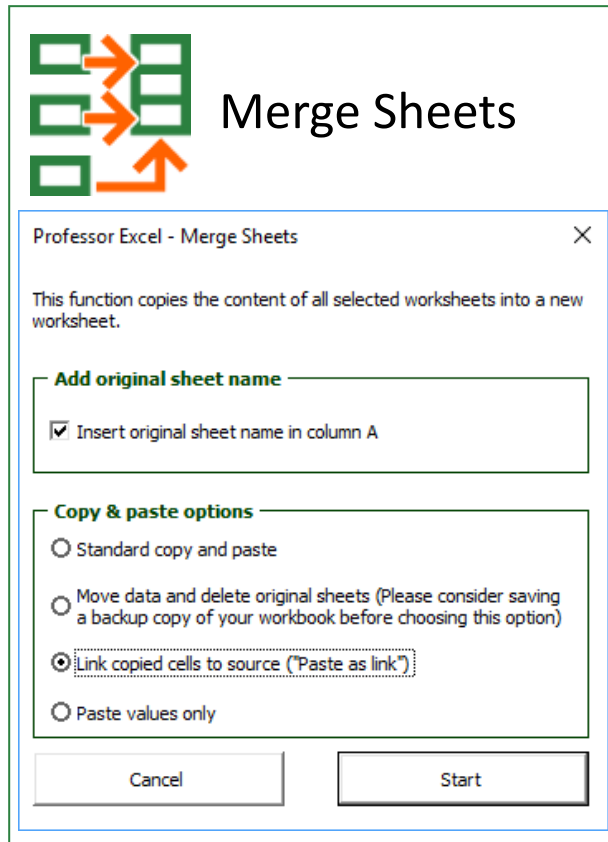 Merge Sheets
Professor Excel - Merge Sheets
This function copies the content of all selected worksheets into a new
worksheet.
Add original sheet name
Insert original sheet name in column A
Copy & paste options
Standard copy and paste
Move data and delete original sheets (Please consider saving
a backup copy of your workbook before choosing this option)
Link copied cells to source ("Paste as link")
Paste values only
Cancel
Start